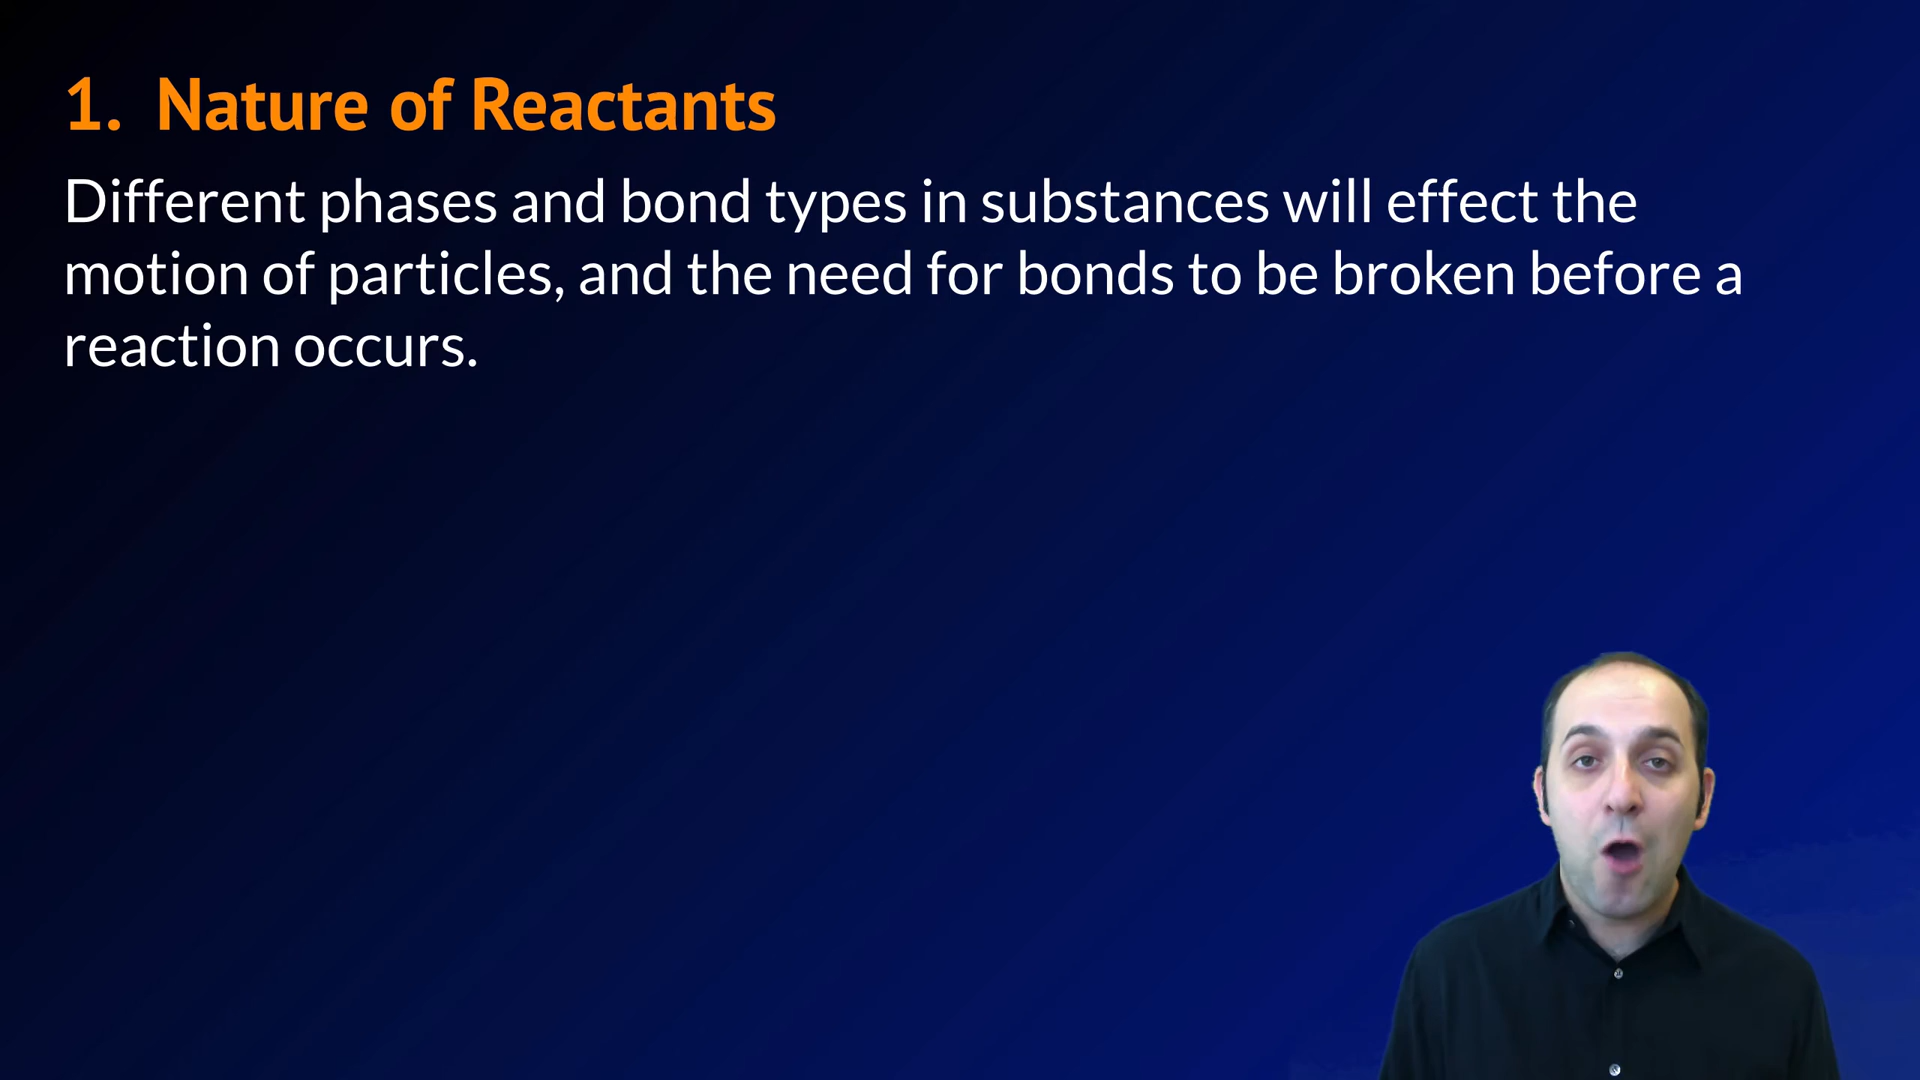 1. Nature of Reactants
Different phases and bond types in substances will effect the
motion of particles, and the need for bonds to be broken before a
reaction occurs.